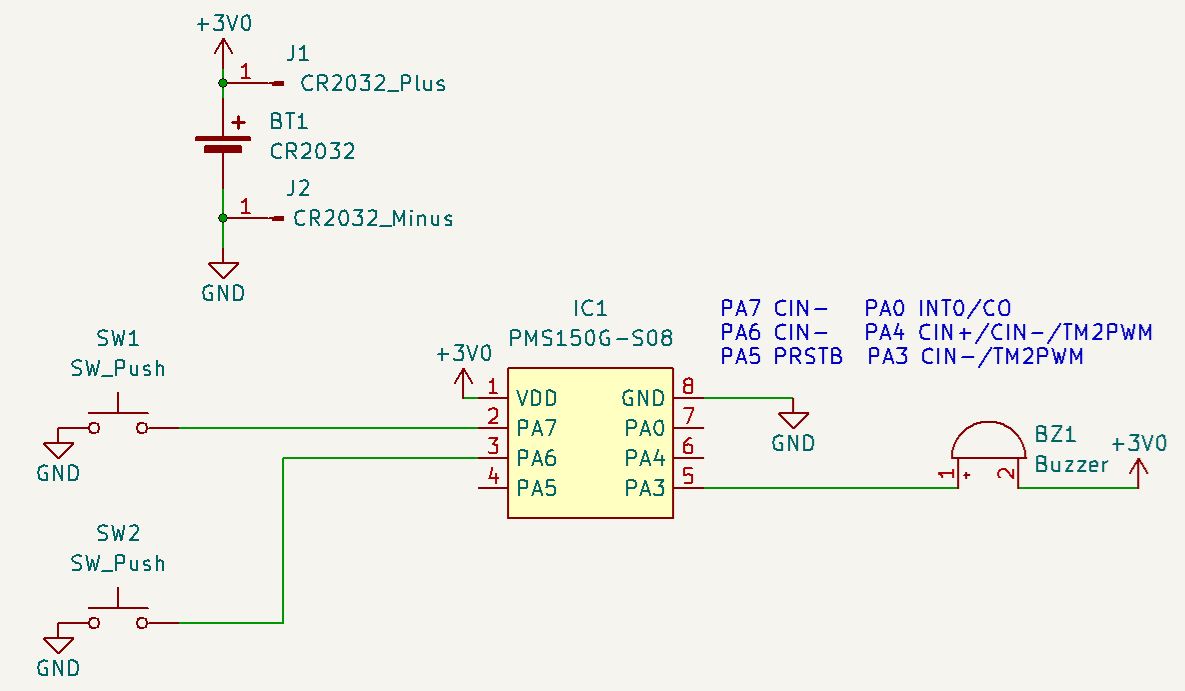 +3V0
J1
1
CR2032_Plus
+
BT1
CR2032
J2
1
CR2032_Minus
GND
IC1
PMS150G-S08
PA7 CIN-   PA0 INT0/CO
PA6 CIN-   PA4 CIN+/CIN-/TM2PWM
PA5 PRSTB  PA3 CIN-/TM2PWM
SW1
SW_Push
GND
+3V0
1 VDD GND 8
2 PA7 PA0 7
3 PA6 PA4 6
4 PA5 PA3 5
GND
BZ1
Buzzer
1 + 2
+3V0
SW2
SW_Push
GND